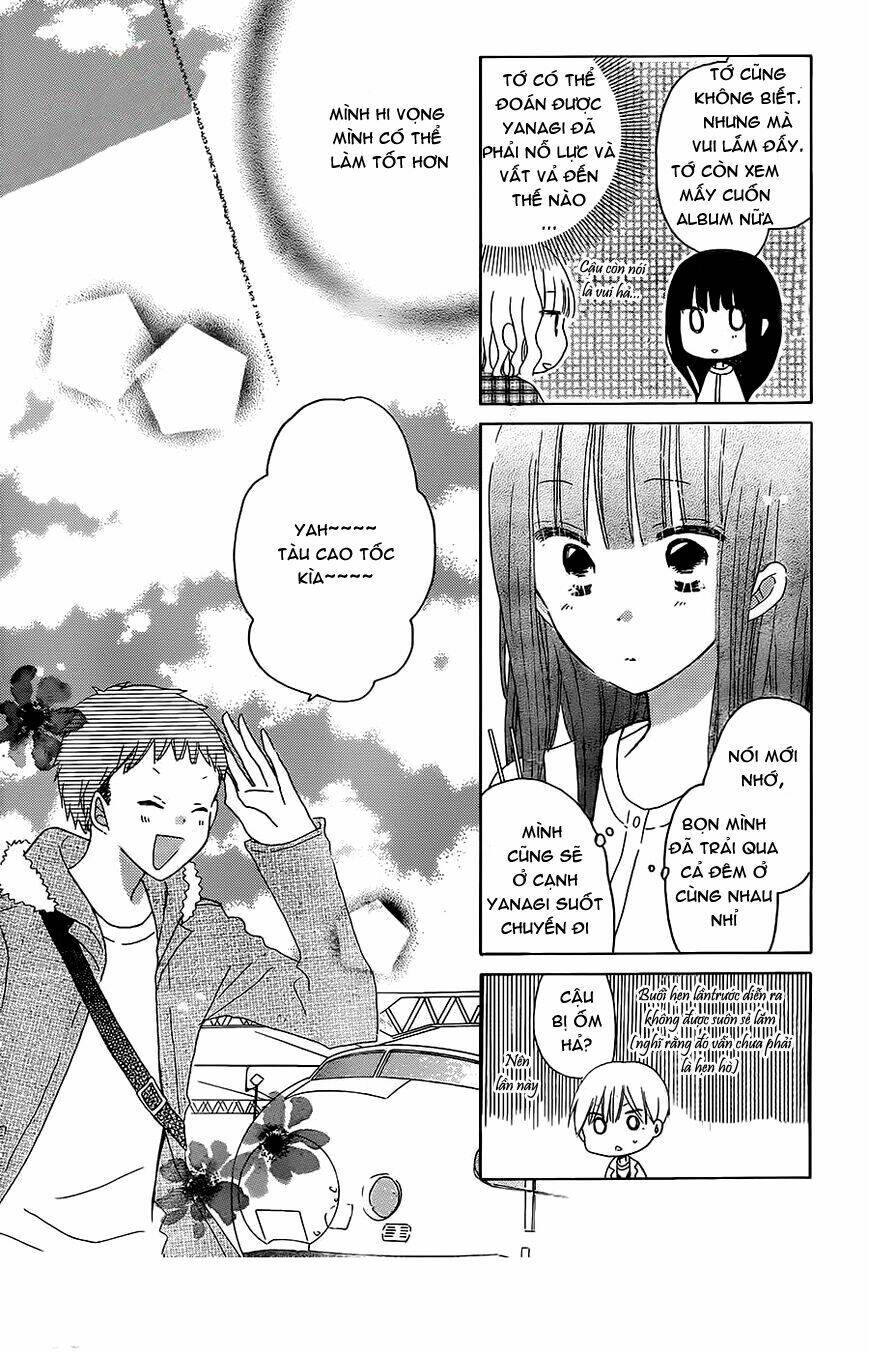 TỚ CŨNG
KHÔNG BIẾT.
NHƯNG MÀ
VUI LẮM ĐẤY.
TỚ CÒN XEM
MẤY CUỐN
ALBUM NỮA
TỚ CÓ THỂ
ĐOÁN ĐƯỢC
YANAGI ĐÃ
PHẢI NỖ LỰC VÀ
VẤT VẢ ĐẾN
THẾ NÀO
...
Cậu còn nói
là vui hả...
NÓI MỚI
NHỚ,
BỌN MÌNH
ĐÃ TRẢI QUA
CẢ ĐÊM Ở
CÙNG NHAU
NHỈ
MÌNH
CŨNG SẼ
Ở CẠNH
YANAGI SUỐT
CHUYẾN ĐI
Buổi hẹn lầntrước diễn ra
không được suôn sẻ lắm
(nghĩ rằng đó vẫn chưa phải
là hẹn hò)
CẬU
BỊ ỐM
HẢ?
Nên
lần này
MÌNH HI VỌNG
MÌNH CÓ THỂ
LÀM TỐT HƠN
YAH~~~~
TÀU CAO TỐC
KÌA~~~~